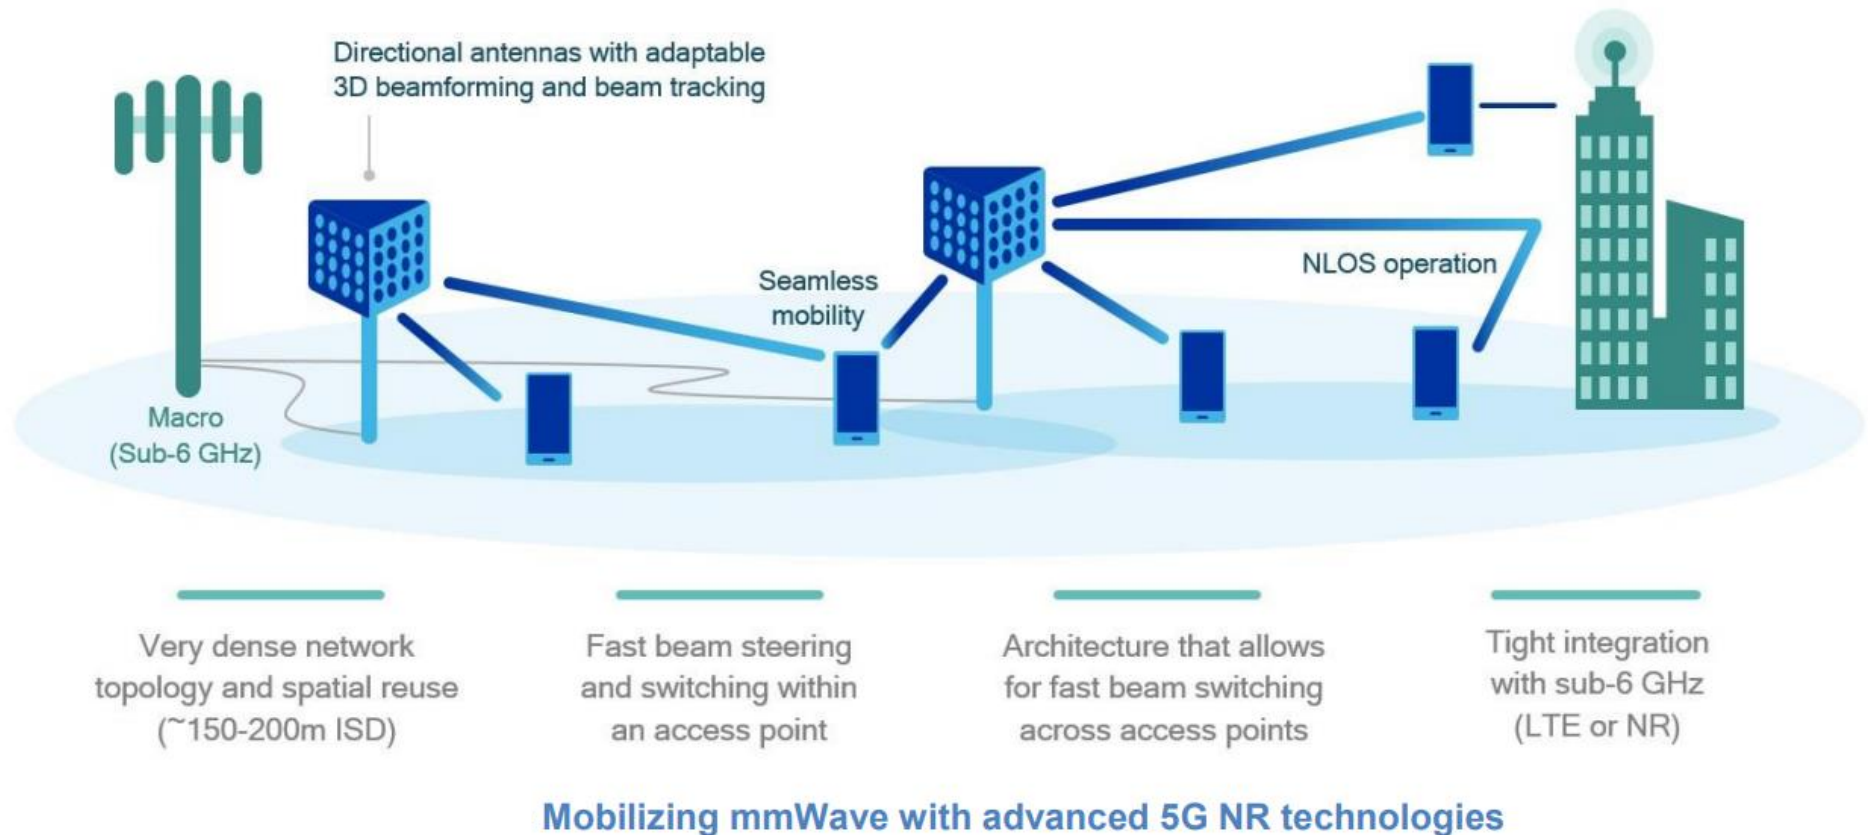 Directional antennas with adaptable
3D beamforming and beam tracking
Seamless
mobility
NLOS operation
Macro
(Sub-6 GHz)
Very dense network
topology and spatial reuse
(~150-200m ISD)
Fast beam steering
and switching within
an access point
Architecture that allows
for fast beam switching
across access points
Tight integration
with sub-6 GHz
(LTE or NR)
Mobilizing mmWave with advanced 5G NR technologies